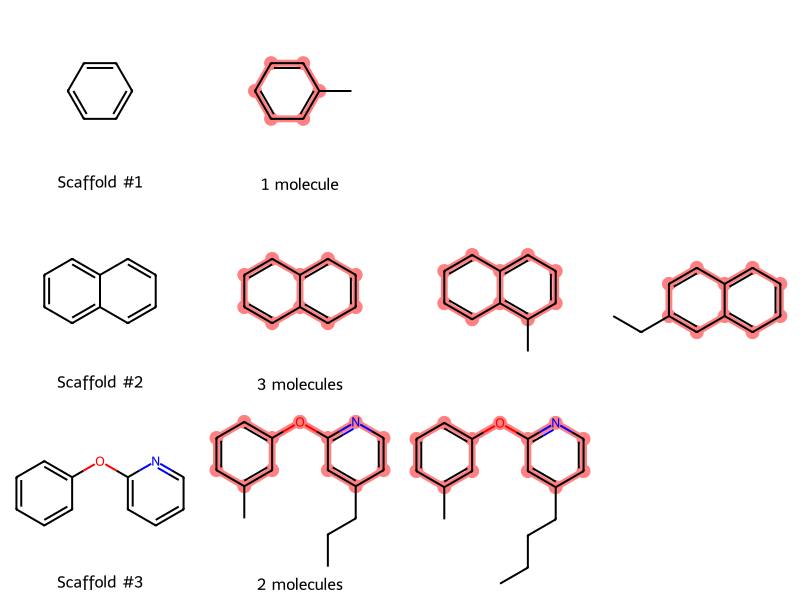 Scaffold #1
1 molecule
Scaffold #2
3 molecules
O N
O N
O N
Scaffold #3
2 molecules